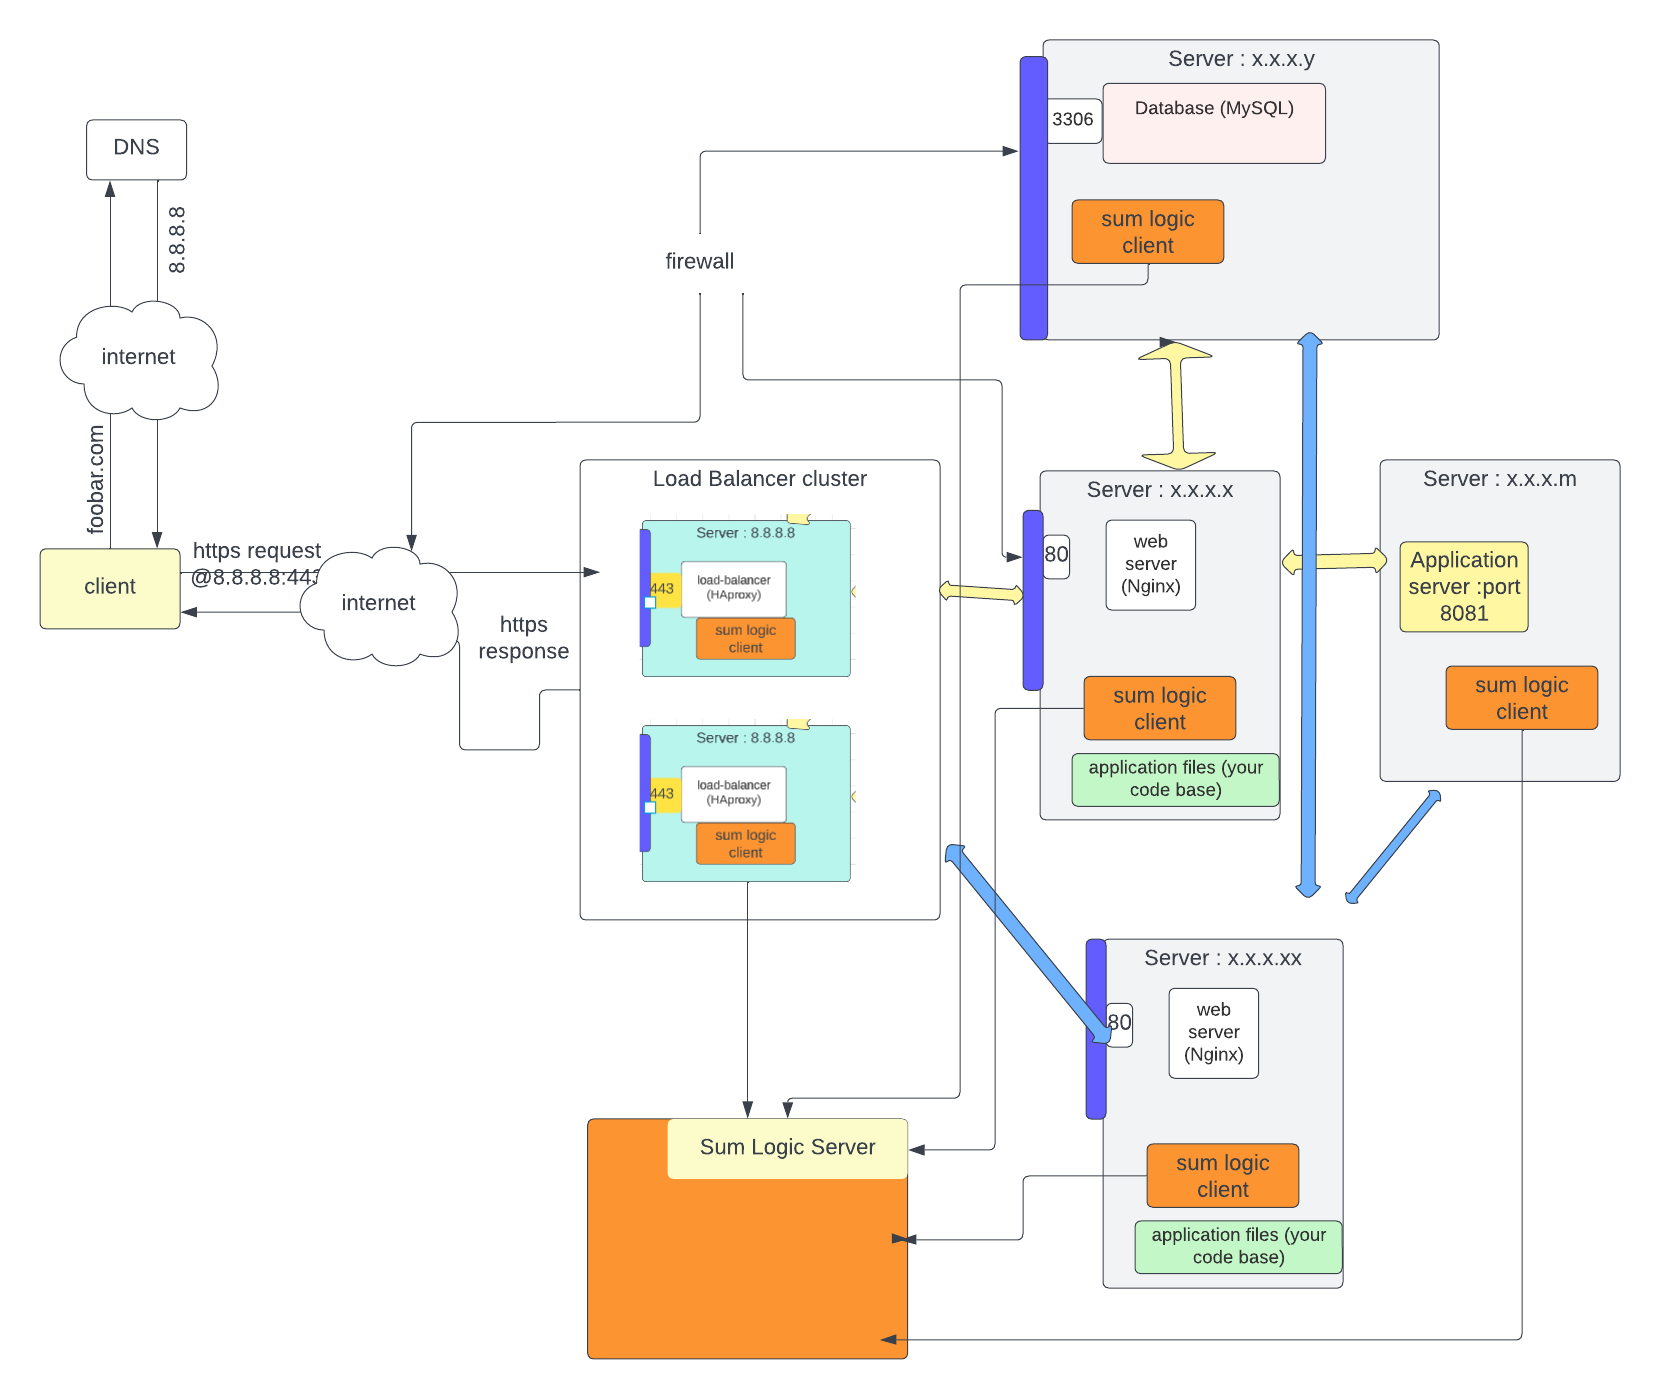 Server : x.x.x.y
3306
Database (MySQL)
sum logic
client
DNS
8.8.8.8
internet
foobar.com
firewall
client
https request
@8.8.8.8:443
internet
https
response
Load Balancer cluster
Server : 8.8.8.8
443
load-balancer
(HAproxy)
sum logic
client
Server : 8.8.8.8
443
load-balancer
(HAproxy)
sum logic
client
Server : x.x.x.x
80
web
server
(Nginx)
sum logic
client
application files (your
code base)
Server : x.x.x.m
Application
server :port
8081
sum logic
client
Server : x.x.x.xx
80
web
server
(Nginx)
sum logic
client
application files (your
code base)
Sum Logic Server